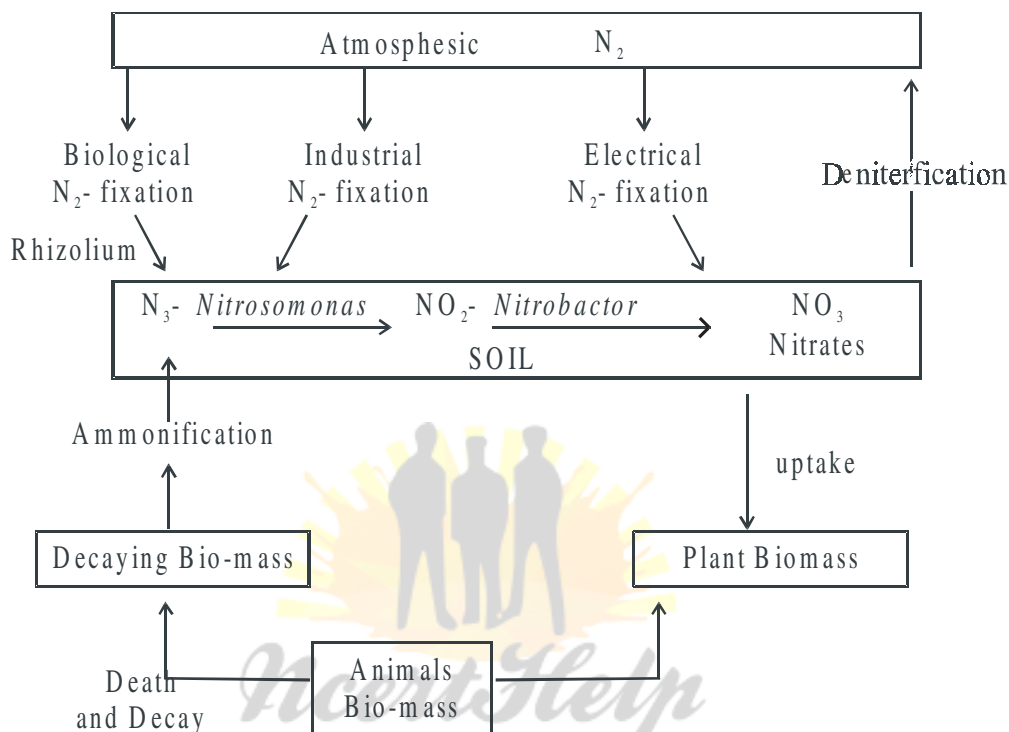 Atmosphesic N₂
Biological
N₂- fixation
Industrial
N₂- fixation
Electrical
N₂- fixation
Deniterfication
Rhizolium
N₃- Nitrosomonas NO₂- Nitrobactor NO₃
Nitrates
SOIL
Ammonification
uptake
Decaying Bio-mass
Plant Biomass
Death
and Decay
Animals
Bio-mass
NcertHelp